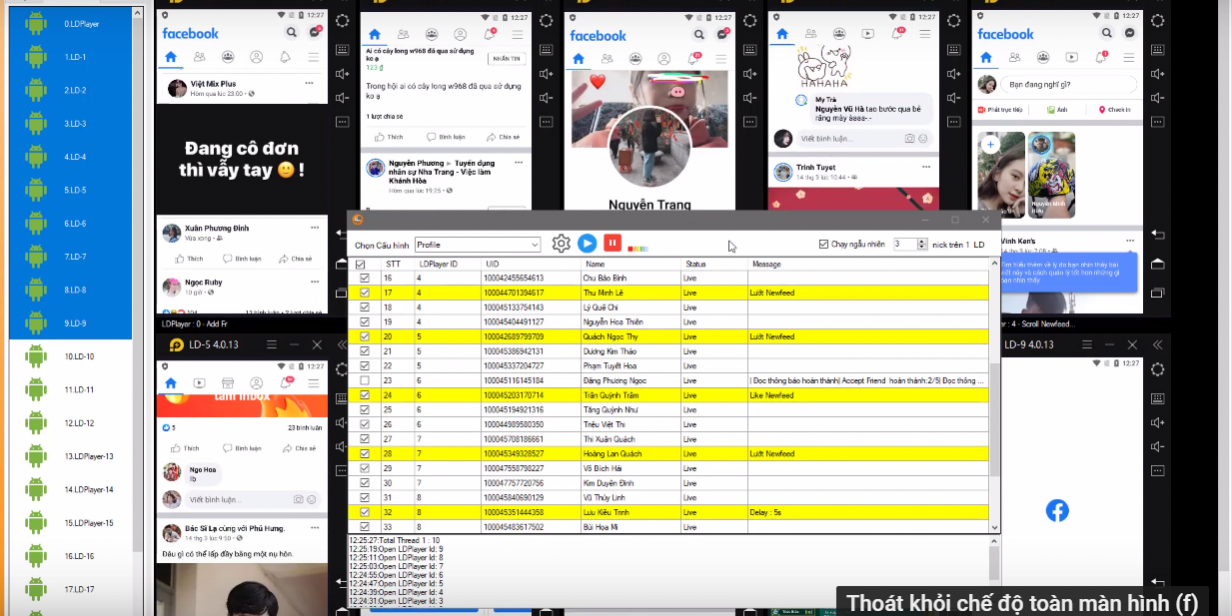 0.LDPlayer
1.LD-1
2.LD-2
3.LD-3
4.LD-4
5.LD-5
6.LD-6
7.LD-7
8.LD-8
9.LD-9
10.LD-10
11.LD-11
12.LD-12
13.LDPlayer-13
14.LDPlayer-14
15.LDPlayer-15
16.LD-16
17.LD-17
12:27
facebook
Việt Mix Plus
Hôm qua lúc 23:00
Đang cô đơn
thì vẫy tay 🙂 !
Xuân Phương Đinh
Vừa xong
Thích Bình luận Chia sẻ
Ngọc Ruby
LDPlayer : 0 - Add Fr
12:27
Ai có cây long w968 đã qua sử dụng
ko ạ
123 ₫
NHẮN TIN
Trong hội ai có cây long w968 đã qua sử dụng
ko ạ
1 lượt chia sẻ
Thích Bình luận Chia sẻ
Nguyên Phương ▸ Tuyển dụng
nhân sự Nha Trang - Việc làm
Khánh Hòa
Hôm qua lúc 19:25
12:27
facebook
Nguyễn Trang
12:27
HAHAHA
My Trà
Nguyễn Vũ Hà tao bước qua bê
răng mày àaaa-.-
Viết bình luận...
Trinh Tuyet
14 thg 3 lúc 10:44
12:27
facebook
Bạn đang nghĩ gì?
Phát trực tiếp Ảnh Check in
: 4 - Scroll Newfeed...
LD-5 4.0.13
12:27
23 bình luận
Thích Bình luận Chia sẻ
Ngo Hoa
Ib
Viết bình luận...
Bác Sĩ Lạ cùng với Phú Hưng.
14 thg 3 lúc 9:50
Đâu gì có thể lấp đầy bằng một nụ hôn.
LD-9 4.0.13
12:27
Chọn Cấu hình Profile Chạy ngẫu nhiên 3 nick trên 1 LD
STT LDPlayer ID UID Name Status Message
16 4 100042455654613 Chu Bảo Bình Live
17 4 100044701394617 Thu Minh Lê Live Lướt Newfeed
18 4 100045133754143 Lý Quế Chi Live
19 4 100045404491127 Nguyễn Hoa Thiên Live
20 5 100042689799709 Quách Ngọc Thy Live Lướt Newfeed
21 5 100045386942131 Dương Kim Thảo Live
22 5 100045337204727 Phạm Tuyết Hoa Live
23 6 100045116145184 Đặng Phương Ngọc Live | Đọc thông báo hoàn thành| Accept Friend hoàn thành:2/5| Đọc thông ...
24 6 100045203170714 Trần Quỳnh Trâm Live Like Newfeed
25 6 100045194921316 Tăng Quỳnh Như Live
26 6 100044989580350 Triệu Việt Thi Live
27 7 100045708186661 Thi Xuân Quách Live
28 7 100045349328527 Hoàng Lan Quách Live Lướt Newfeed
29 7 100047558798227 Võ Bích Hải Live
30 7 100047757720756 Kim Duyên Đinh Live
31 8 100045840690129 Vũ Thùy Linh Live
32 8 100045351444358 Lưu Kiều Trinh Live Delay : 5s
33 8 100045483617502 Bùi Họa Mi Live
12:25:27:Total Thread 1 : 10
12:25:19:Open LDPlayer Id: 9
12:25:11:Open LDPlayer Id: 8
12:25:03:Open LDPlayer Id: 7
12:24:55:Open LDPlayer Id: 6
12:24:47:Open LDPlayer Id: 5
12:24:39:Open LDPlayer Id: 4
12:24:31:Open LDPlayer Id: 3
Thoát khỏi chế độ toàn màn hình (f)